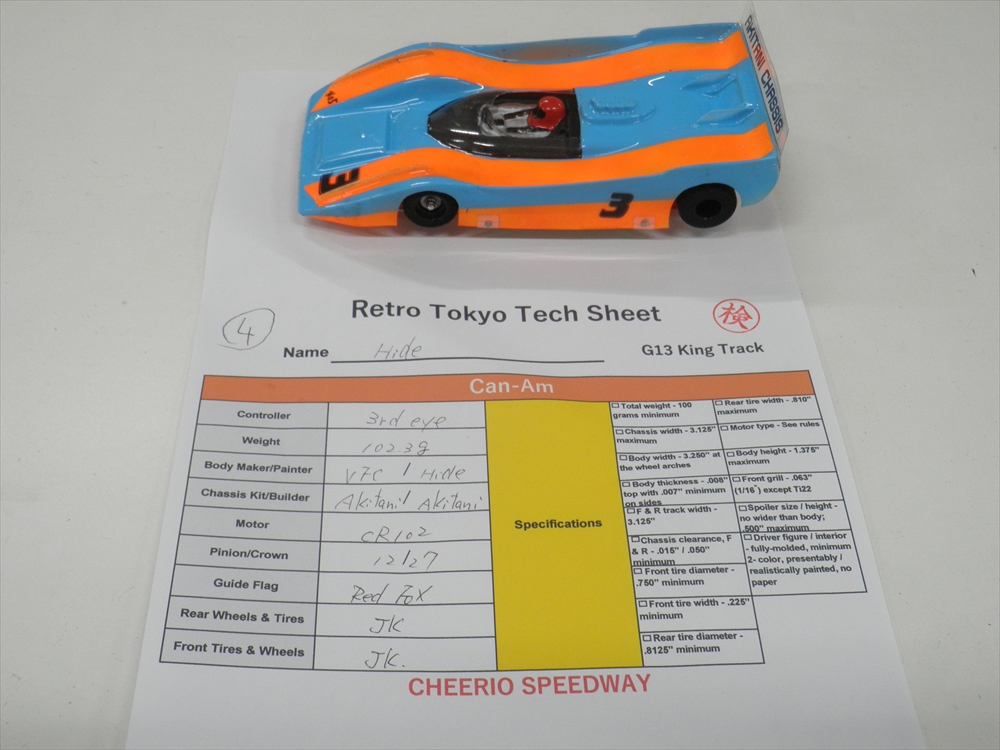 AKITANI CHASSIS
3
3
Retro Tokyo Tech Sheet
検
4
Name Hide
G13 King Track
Can-Am
Controller 3rd eye
Weight 102.3g
Body Maker/Painter V7C / Hide
Chassis Kit/Builder Akitani / Akitani
Motor CR102
Pinion/Crown 12/27
Guide Flag Red Fox
Rear Wheels & Tires JK
Front Tires & Wheels JK.
Specifications
Total weight - 100
grams minimum
Chassis width - 3.125"
maximum
Body width - 3.250" at
the wheel arches
Body thickness - .008"
top with .007" minimum
on sides
F & R track width -
3.125"
Chassis clearance, F
& R - .015" / .050"
minimum
Front tire diameter -
.750" minimum
Front tire width - .225"
minimum
Rear tire diameter -
.8125" minimum
Rear tire width - .810"
maximum
Motor type - See rules
Body height - 1.375"
maximum
Front grill - .063"
(1/16") except Ti22
Spoiler size / height -
no wider than body;
.500" maximum
Driver figure / interior
- fully-molded, minimum
2- color, presentably /
realistically painted, no
paper
CHEERIO SPEEDWAY